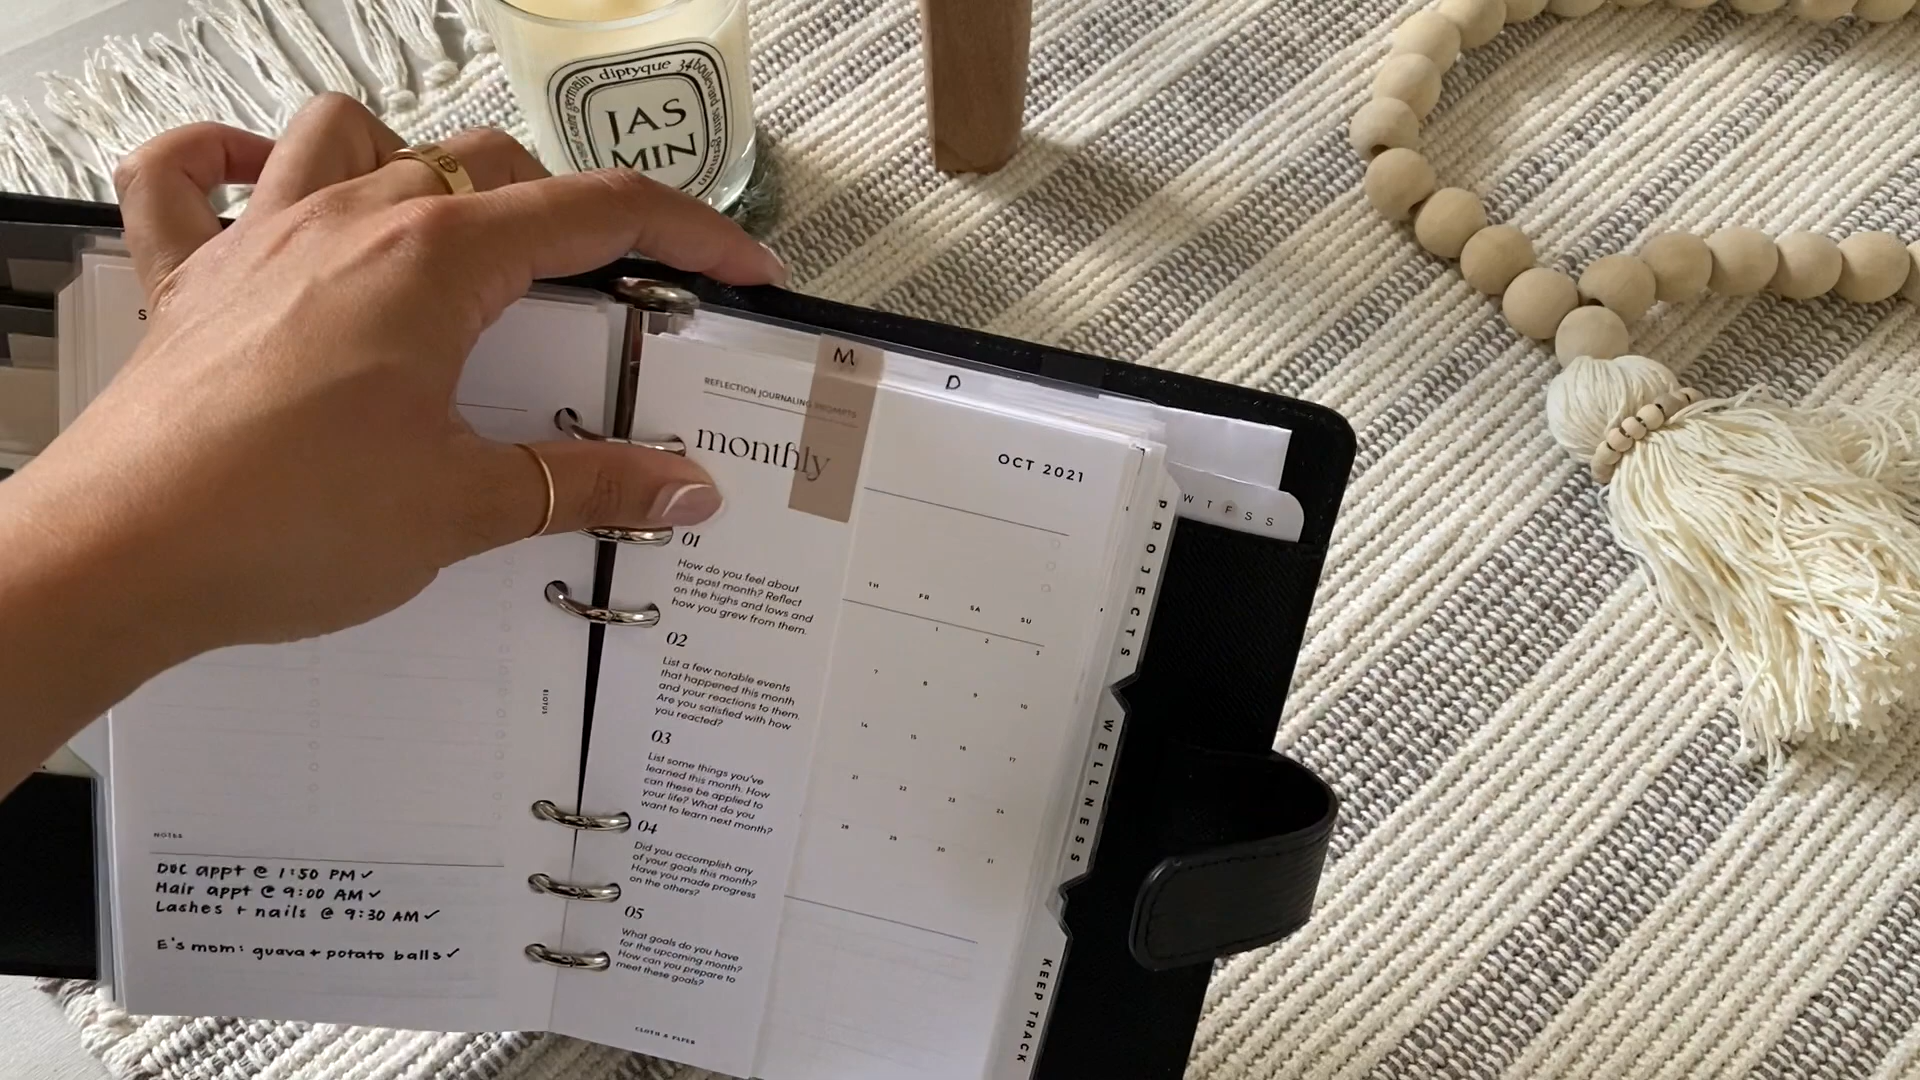 diptyque 34 boulevard saint germain
JAS
MIN
S
M
D
REFLECTION JOURNALING PROMPTS
monthly
OCT 2021
W T F S S
01
How do you feel about
this past month? Reflect
on the highs and lows and
how you grew from them.
02
List a few notable events
that happened this month
and your reactions to them.
Are you satisfied with how
you reacted?
03
List some things you've
learned this month. How
can these be applied to
your life? What do you
want to learn next month?
04
Did you accomplish any
of your goals this month?
Have you made progress
on the others?
05
What goals do you have
for the upcoming month?
How can you prepare to
meet these goals?
CLOTH & PAPER
TH FR SA SU
1 2 3
7 8 9 10
14 15 16 17
21 22 23 24
28 29 30 31
PROJECTS
WELLNESS
KEEP TRACK
NOTES
DOC appt @ 1:50 PM ✓
Hair appt @ 9:00 AM ✓
Lashes + nails @ 9:30 AM ✓
E's mom: guava + potato balls ✓